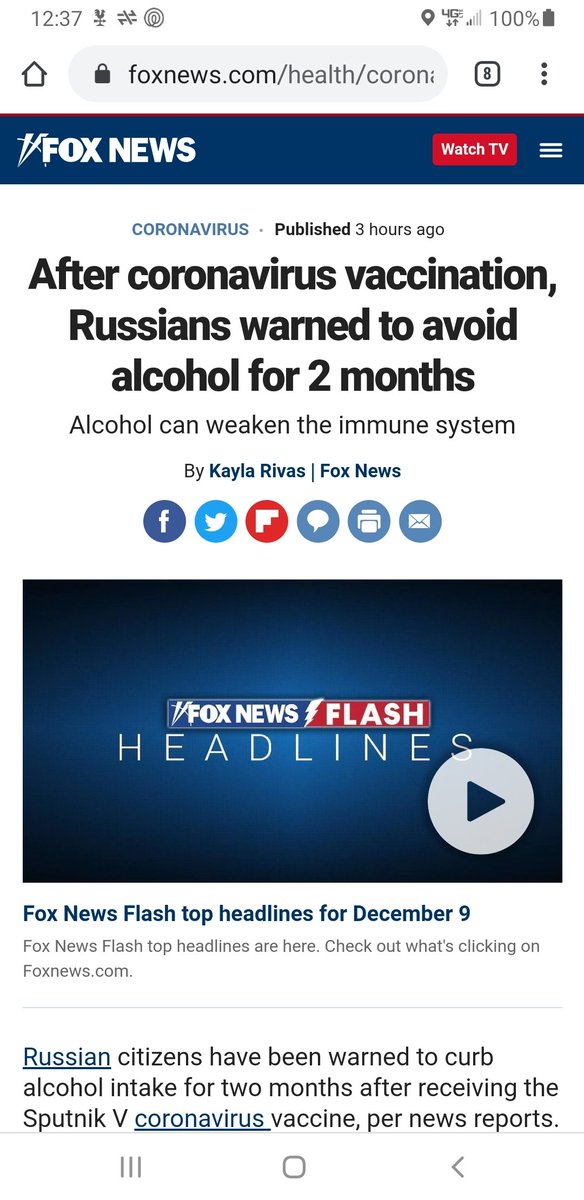 12:37 4GE 100%
foxnews.com/health/corona 8
FOX NEWS Watch TV
CORONAVIRUS · Published 3 hours ago
After coronavirus vaccination,
Russians warned to avoid
alcohol for 2 months
Alcohol can weaken the immune system
By Kayla Rivas | Fox News
FOX NEWS FLASH
HEADLINES
Fox News Flash top headlines for December 9
Fox News Flash top headlines are here. Check out what's clicking on
Foxnews.com.
Russian citizens have been warned to curb
alcohol intake for two months after receiving the
Sputnik V coronavirus vaccine, per news reports.